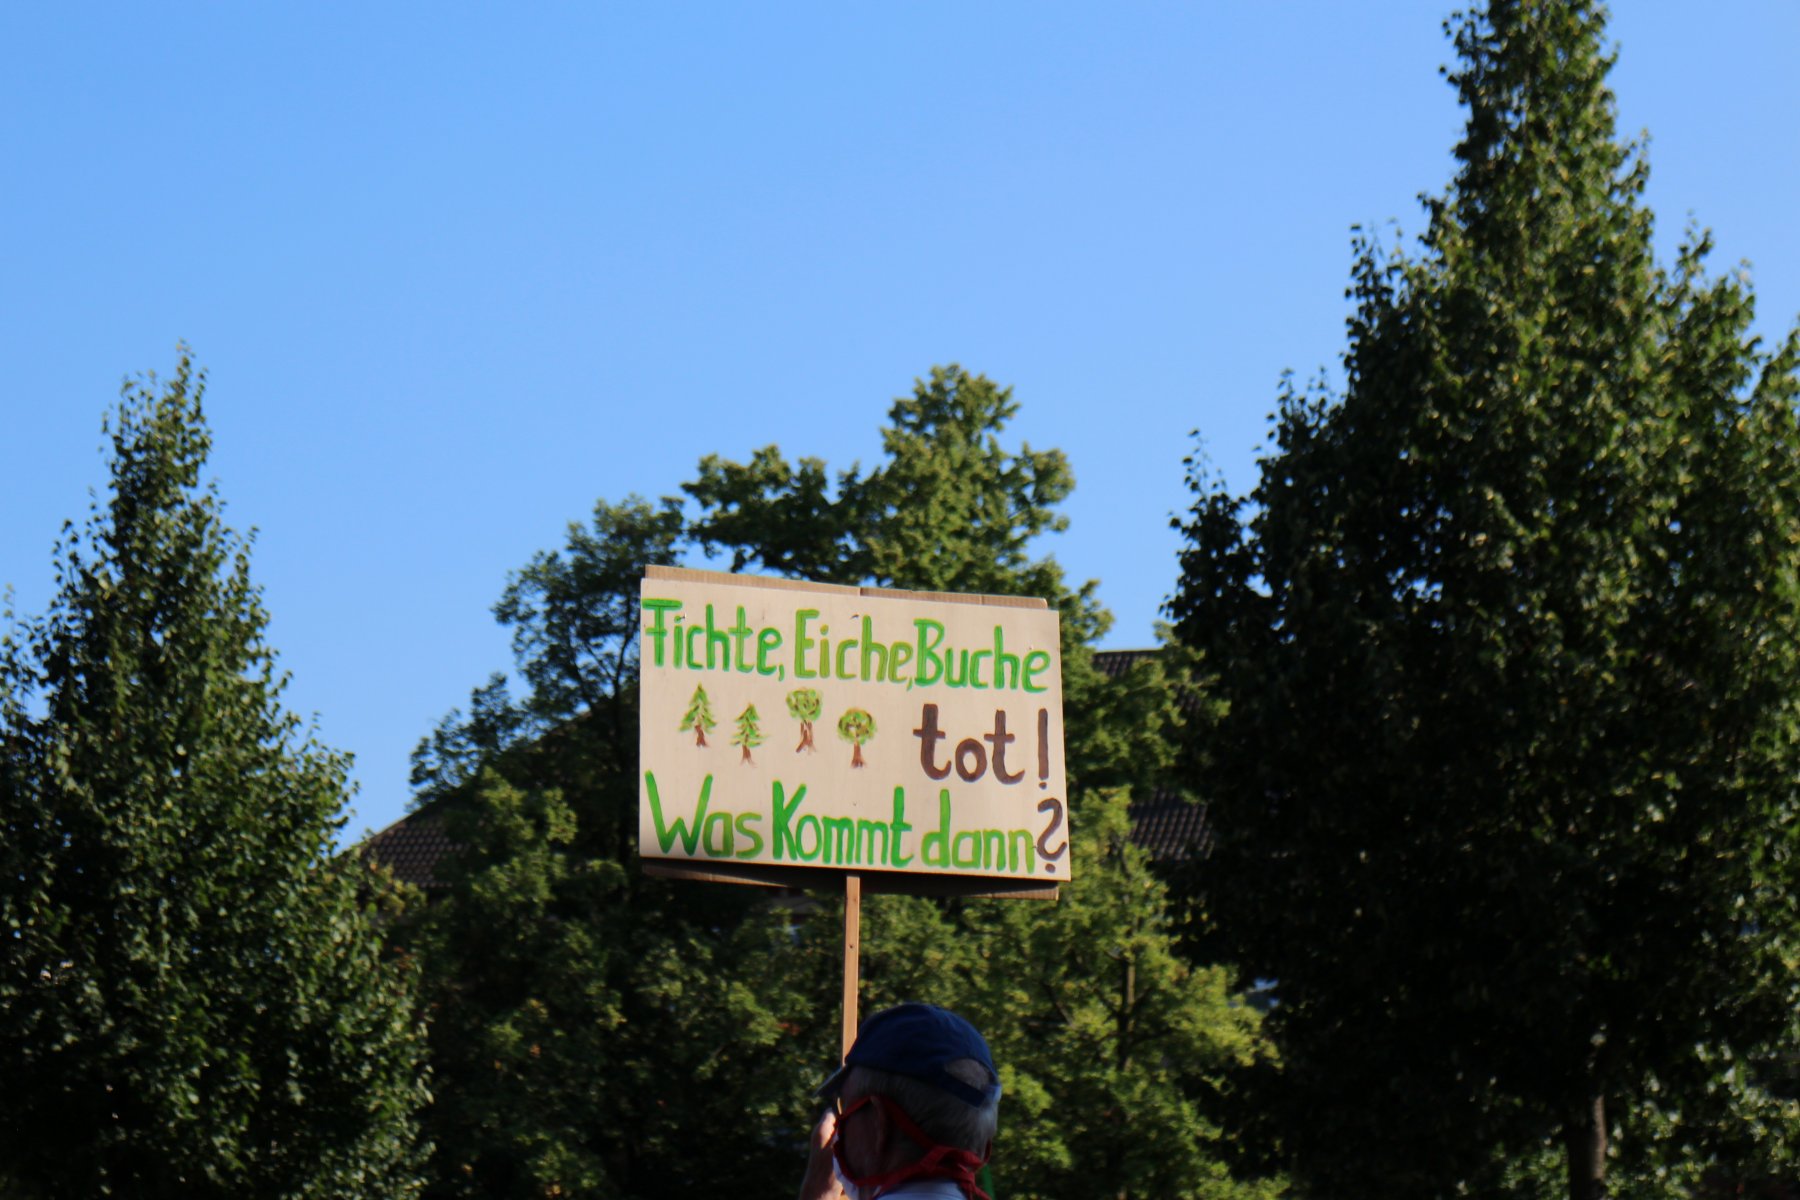 Fichte, Eiche, Buche
tot!
Was kommt dann?